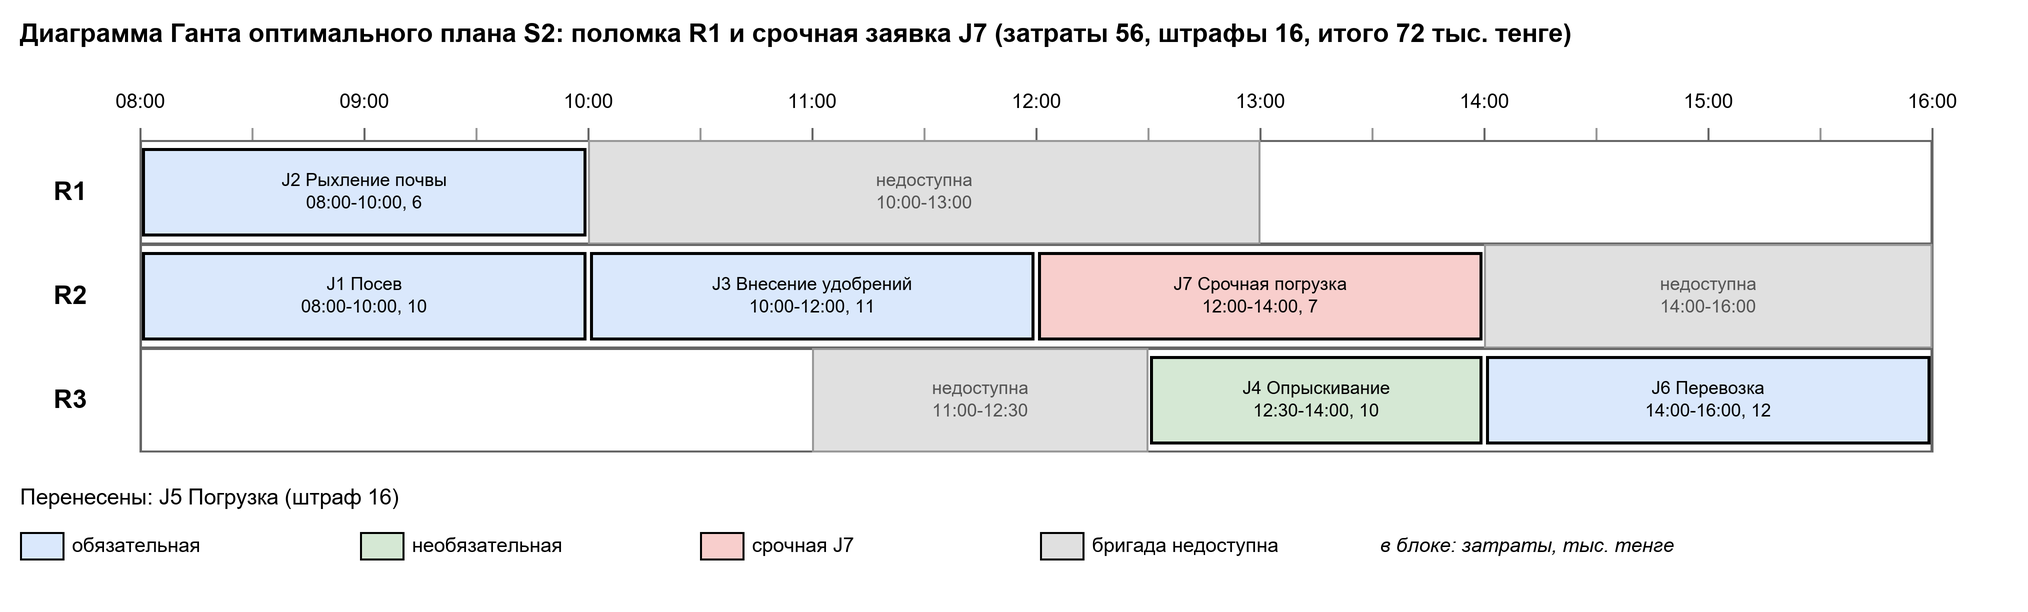 Диаграмма Ганта оптимального плана S2: поломка R1 и срочная заявка J7 (затраты 56, штрафы 16, итого 72 тыс. тенге)
08:00 09:00 10:00 11:00 12:00 13:00 14:00 15:00 16:00
R1
J2 Рыхление почвы
08:00-10:00, 6
недоступна
10:00-13:00
R2
J1 Посев
08:00-10:00, 10
J3 Внесение удобрений
10:00-12:00, 11
J7 Срочная погрузка
12:00-14:00, 7
недоступна
14:00-16:00
R3
недоступна
11:00-12:30
J4 Опрыскивание
12:30-14:00, 10
J6 Перевозка
14:00-16:00, 12
Перенесены: J5 Погрузка (штраф 16)
обязательная
необязательная
срочная J7
бригада недоступна
в блоке: затраты, тыс. тенге